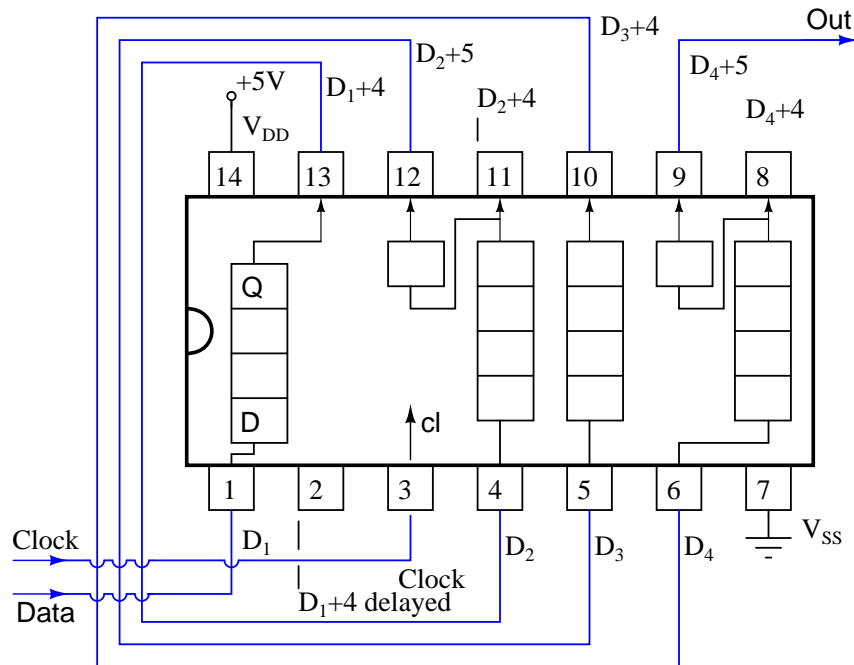 Out
D3+4
D2+5
D4+5
D1+4
+5V
D2+4
D4+4
VDD
14 13 12 11 10 9 8
Q
D
cl
1 2 3 4 5 6 7
Clock
D1
D2
D3
D4
VSS
Clock
D1+4 delayed
Data